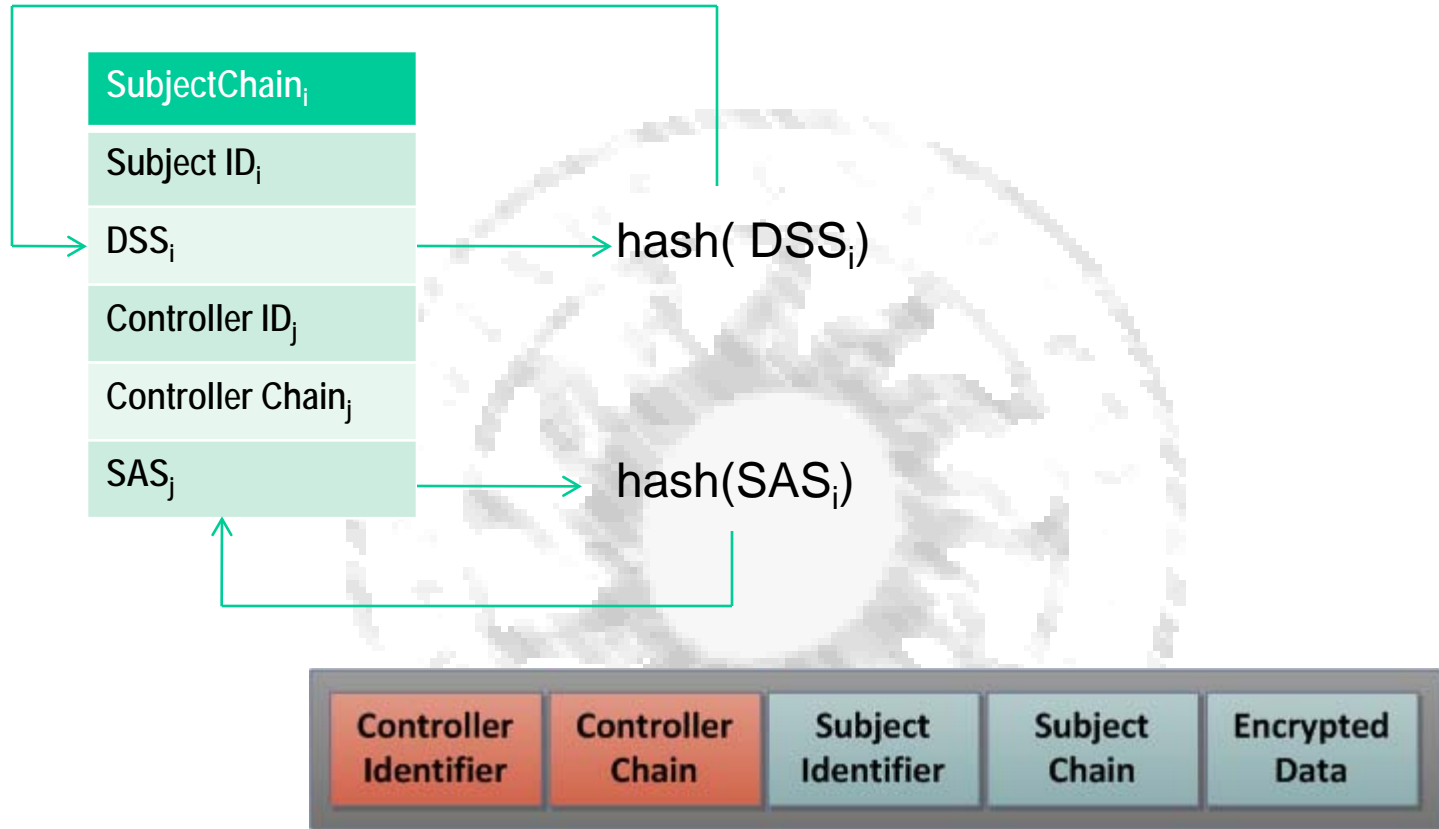 SubjectChainᵢ
Subject IDᵢ
DSSᵢ
hash( DSSᵢ)
Controller IDⱼ
Controller Chainⱼ
SASⱼ
hash(SASᵢ)
Controller Identifier
Controller Chain
Subject Identifier
Subject Chain
Encrypted Data